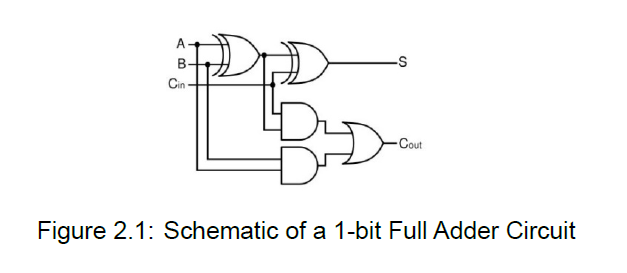 A
B
Cin
S
Cout
Figure 2.1: Schematic of a 1-bit Full Adder Circuit